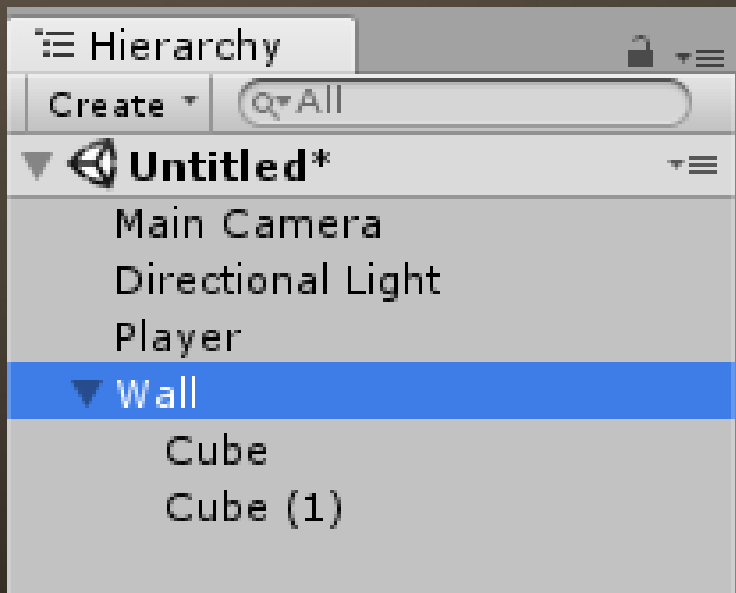 Hierarchy
Create All
Untitled*
Main Camera
Directional Light
Player
Wall
Cube
Cube (1)